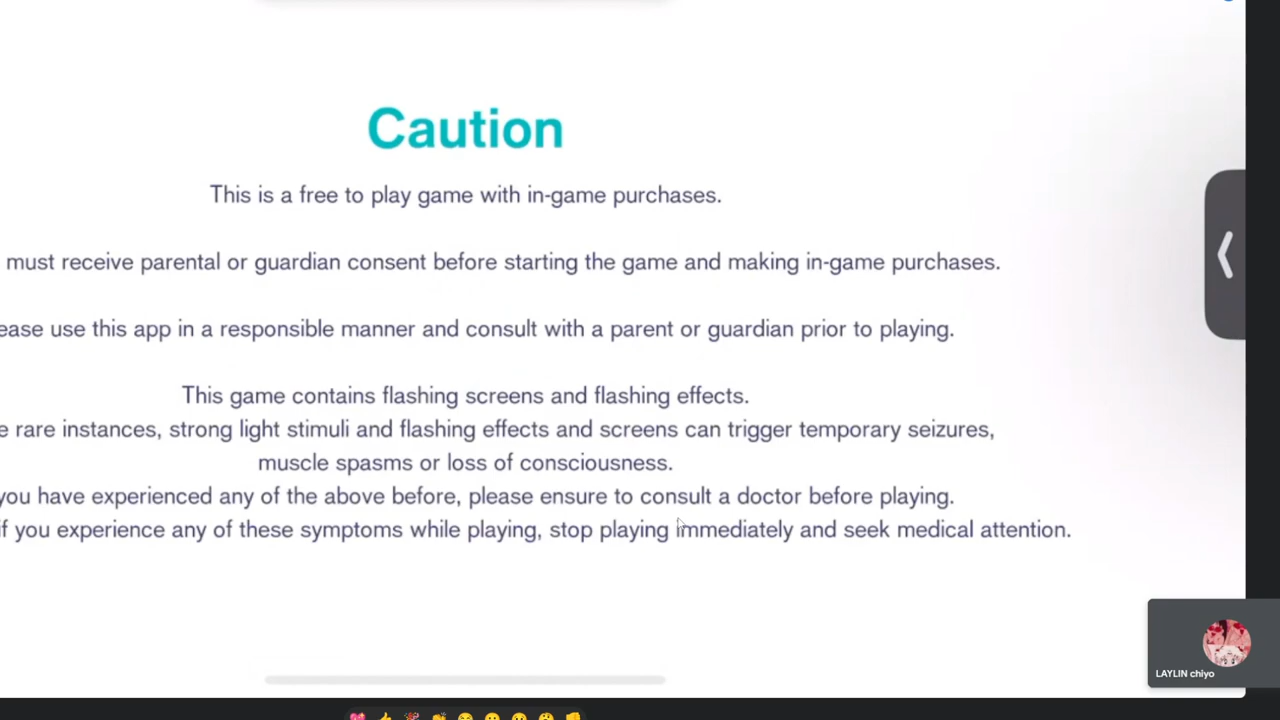 Caution
This is a free to play game with in-game purchases.
must receive parental or guardian consent before starting the game and making in-game purchases.
ease use this app in a responsible manner and consult with a parent or guardian prior to playing.
This game contains flashing screens and flashing effects.
e rare instances, strong light stimuli and flashing effects and screens can trigger temporary seizures,
muscle spasms or loss of consciousness.
you have experienced any of the above before, please ensure to consult a doctor before playing.
if you experience any of these symptoms while playing, stop playing immediately and seek medical attention.
LAYLIN chiyo